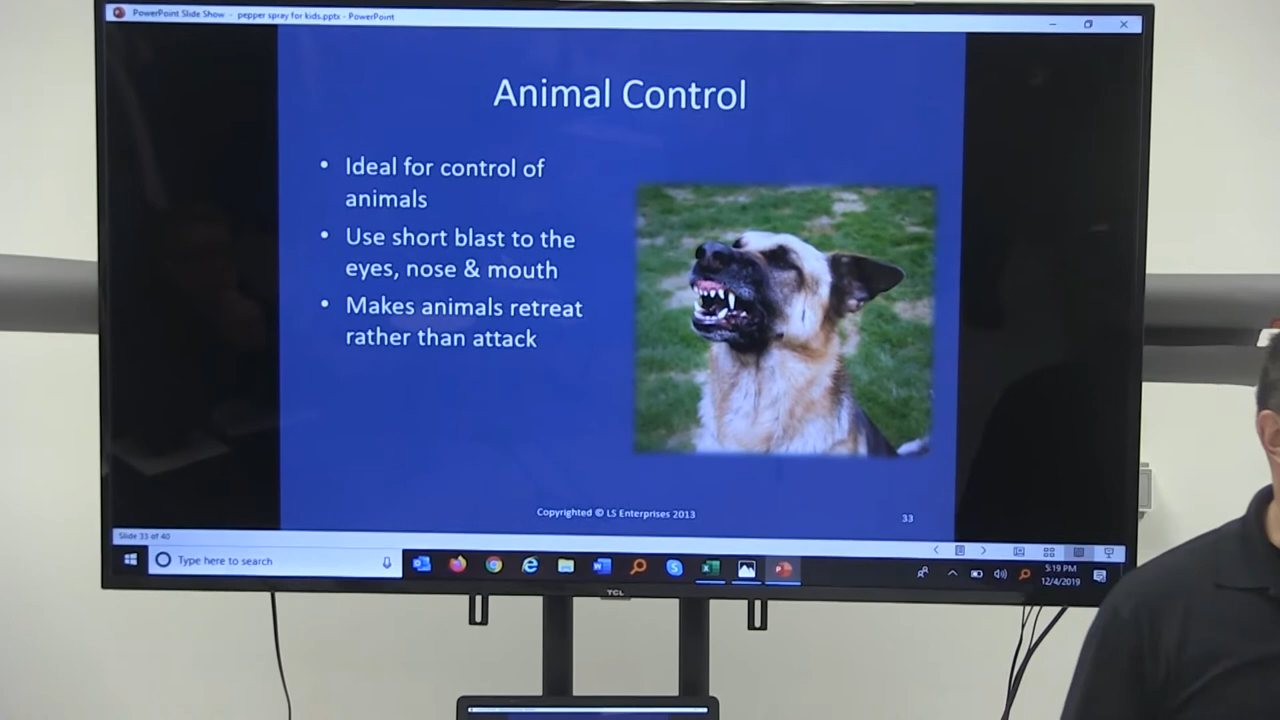 PowerPoint Slide Show - pepper spray for kids.pptx - PowerPoint
Animal Control
• Ideal for control of
animals
• Use short blast to the
eyes, nose & mouth
• Makes animals retreat
rather than attack
Copyrighted © LS Enterprises 2013
33
Slide 33 of 40
Type here to search
5:19 PM
12/4/2019
TCL